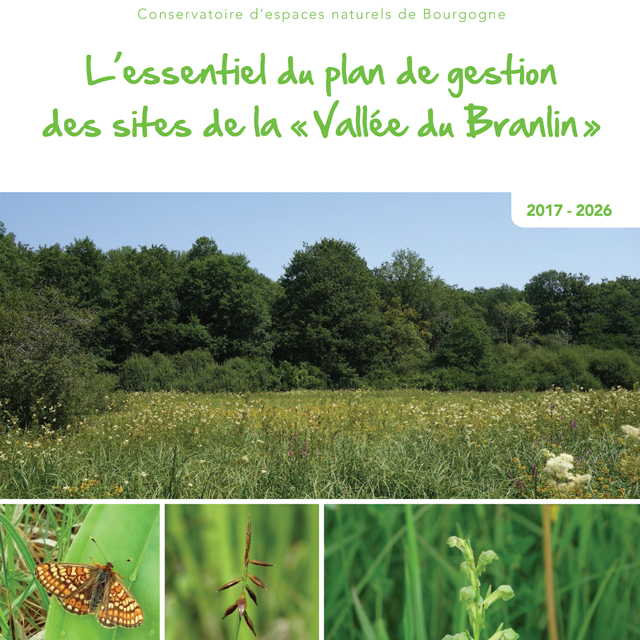 Conservatoire d'espaces naturels de Bourgogne
L'essentiel du plan de gestion
des sites de la « Vallée du Branlin »
2017 - 2026